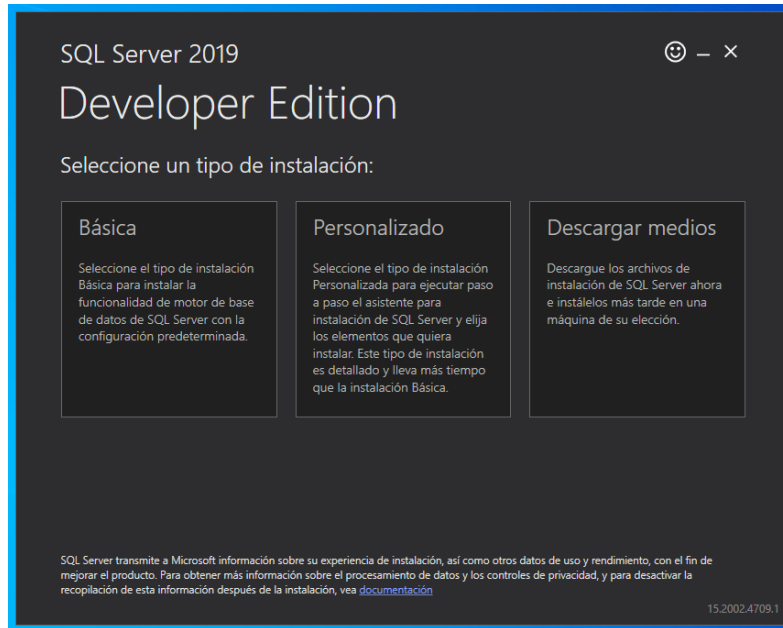 SQL Server 2019
Developer Edition
Seleccione un tipo de instalación:
Básica
Seleccione el tipo de instalación
Básica para instalar la
funcionalidad de motor de base
de datos de SQL Server con la
configuración predeterminada.
Personalizado
Seleccione el tipo de instalación
Personalizada para ejecutar paso
a paso el asistente para
instalación de SQL Server y elija
los elementos que quiera
instalar. Este tipo de instalación
es detallado y lleva más tiempo
que la instalación Básica.
Descargar medios
Descargue los archivos de
instalación de SQL Server ahora
e instálelos más tarde en una
máquina de su elección.
SQL Server transmite a Microsoft información sobre su experiencia de instalación, así como otros datos de uso y rendimiento, con el fin de
mejorar el producto. Para obtener más información sobre el procesamiento de datos y los controles de privacidad, y para desactivar la
recopilación de esta información después de la instalación, vea documentación
15.2002.4709.1